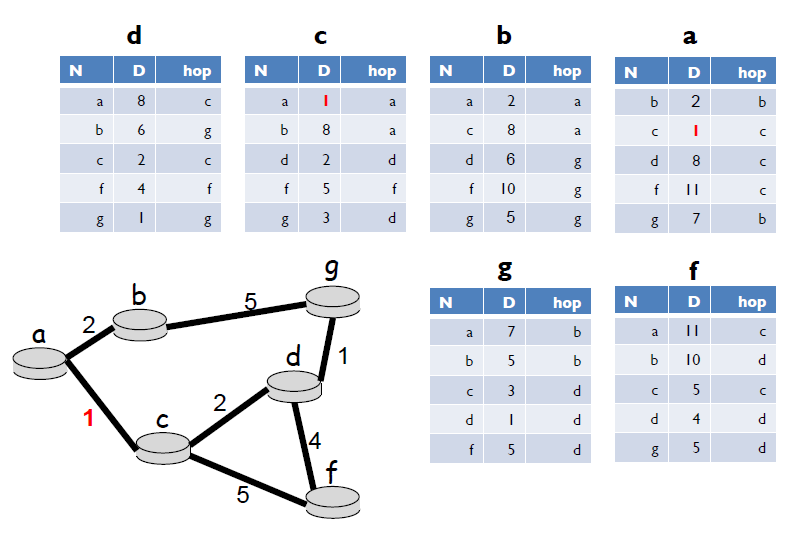 d c b a
N D hop N D hop N D hop N D hop
a 8 c a 1 a a 2 a b 2 b
b 6 g b 8 a c 8 a c 1 c
c 2 c d 2 d d 6 g d 8 c
f 4 f f 5 f f 10 g f 11 c
g 1 g g 3 d g 5 g g 7 b
g f
N D hop N D hop
a 7 b a 11 c
b 5 b b 10 d
c 3 d c 5 c
d 1 d d 4 d
f 5 d g 5 d
g
b
5
2
a
d
1
2
1
c
4
f
5